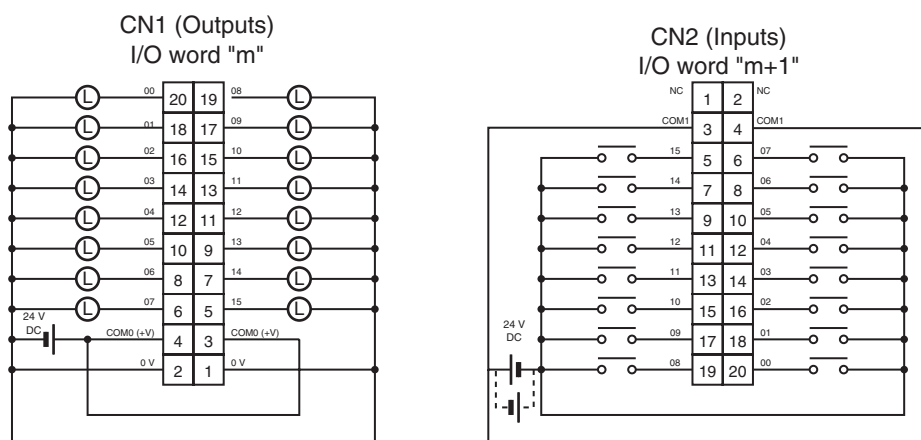 CN1 (Outputs)
I/O word "m"
L 00 20 19 08 L
L 01 18 17 09 L
L 02 16 15 10 L
L 03 14 13 11 L
L 04 12 11 12 L
L 05 10 9 13 L
L 06 8 7 14 L
L 07 6 5 15 L
24 V
DC
COM0 (+V) 4 3 COM0 (+V)
0 V 2 1 0 V
CN2 (Inputs)
I/O word "m+1"
NC 1 2 NC
COM1 3 4 COM1
15 5 6 07
14 7 8 06
13 9 10 05
12 11 12 04
11 13 14 03
10 15 16 02
24 V
DC
09 17 18 01
08 19 20 00